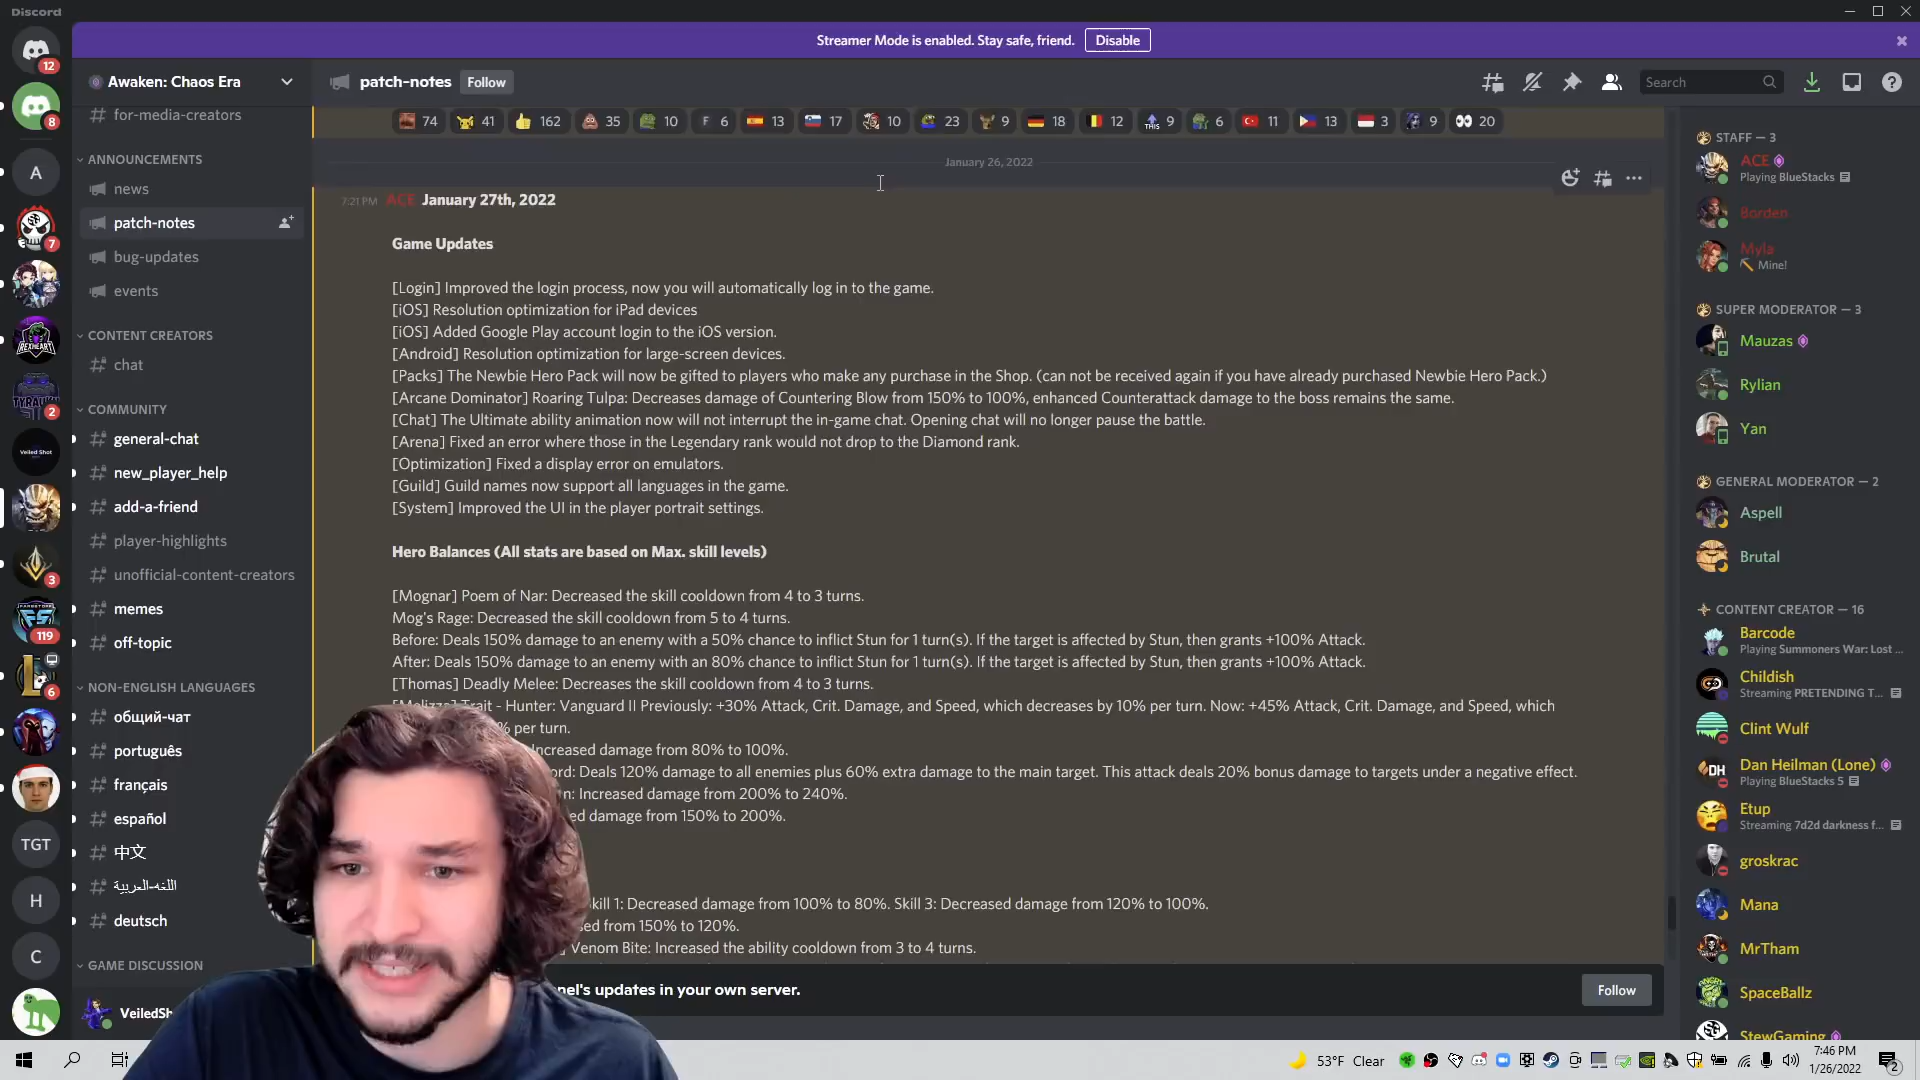 Discord
Streamer Mode is enabled. Stay safe, friend. Disable
12
8
A
7
2
Veiled Shot
3
119
6
TGT
H
C
Awaken: Chaos Era
for-media-creators
ANNOUNCEMENTS
news
patch-notes
bug-updates
events
CONTENT CREATORS
chat
COMMUNITY
general-chat
new_player_help
add-a-friend
player-highlights
unofficial-content-creators
memes
off-topic
NON-ENGLISH LANGUAGES
общий-чат
português
français
español
中文
اللغه-العربية
deutsch
GAME DISCUSSION
VeiledSh
patch-notes Follow
Search
74 41 162 35 10 F 6 13 17 10 23 9 18 12 THIS 9 6 11 13 3 9 20
January 26, 2022
7:21 PM ACE January 27th, 2022
Game Updates
[Login] Improved the login process, now you will automatically log in to the game.
[iOS] Resolution optimization for iPad devices
[iOS] Added Google Play account login to the iOS version.
[Android] Resolution optimization for large-screen devices.
[Packs] The Newbie Hero Pack will now be gifted to players who make any purchase in the Shop. (can not be received again if you have already purchased Newbie Hero Pack.)
[Arcane Dominator] Roaring Tulpa: Decreases damage of Countering Blow from 150% to 100%, enhanced Counterattack damage to the boss remains the same.
[Chat] The Ultimate ability animation now will not interrupt the in-game chat. Opening chat will no longer pause the battle.
[Arena] Fixed an error where those in the Legendary rank would not drop to the Diamond rank.
[Optimization] Fixed a display error on emulators.
[Guild] Guild names now support all languages in the game.
[System] Improved the UI in the player portrait settings.
Hero Balances (All stats are based on Max. skill levels)
[Mognar] Poem of Nar: Decreased the skill cooldown from 4 to 3 turns.
Mog's Rage: Decreased the skill cooldown from 5 to 4 turns.
Before: Deals 150% damage to an enemy with a 50% chance to inflict Stun for 1 turn(s). If the target is affected by Stun, then grants +100% Attack.
After: Deals 150% damage to an enemy with an 80% chance to inflict Stun for 1 turn(s). If the target is affected by Stun, then grants +100% Attack.
[Thomas] Deadly Melee: Decreases the skill cooldown from 4 to 3 turns.
Trait - Hunter: Vanguard II Previously: +30% Attack, Crit. Damage, and Speed, which decreases by 10% per turn. Now: +45% Attack, Crit. Damage, and Speed, which
% per turn.
Increased damage from 80% to 100%.
ord: Deals 120% damage to all enemies plus 60% extra damage to the main target. This attack deals 20% bonus damage to targets under a negative effect.
n: Increased damage from 200% to 240%.
ed damage from 150% to 200%.
kill 1: Decreased damage from 100% to 80%. Skill 3: Decreased damage from 120% to 100%.
sed from 150% to 120%.
] Venom Bite: Increased the ability cooldown from 3 to 4 turns.
nel's updates in your own server. Follow
STAFF — 3
ACE
Playing BlueStacks
Borden
Myla
Mine!
SUPER MODERATOR — 3
Mauzas
Rylian
Yan
GENERAL MODERATOR — 2
Aspell
Brutal
CONTENT CREATOR — 16
Barcode
Playing Summoners War: Lost ...
Childish
Streaming PRETENDING T...
Clint Wulf
Dan Heilman (Lone)
Playing BlueStacks 5
Etup
Streaming 7d2d darkness f...
groskrac
Mana
MrTham
SpaceBallz
StewGaming
53°F Clear
7:46 PM
1/26/2022
2